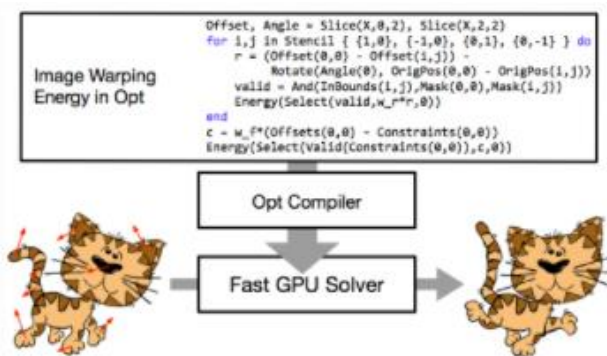 Offset, Angle = Slice(X,0,2), Slice(X,2,2)
for i,j in Stencil { {1,0}, {-1,0}, {0,1}, {0,-1} } do
r = (Offset(0,0) - Offset(i,j)) -
Rotate(Angle(0), OrigPos(0,0) - OrigPos(i,j))
valid = And(InBounds(i,j),Mask(0,0),Mask(i,j))
Energy(Select(valid,w_r*r,0))
end
c = w_f*(Offsets(0,0) - Constraints(0,0))
Energy(Select(Valid(Constraints(0,0)),c,0))
Image Warping
Energy in Opt
Opt Compiler
Fast GPU Solver